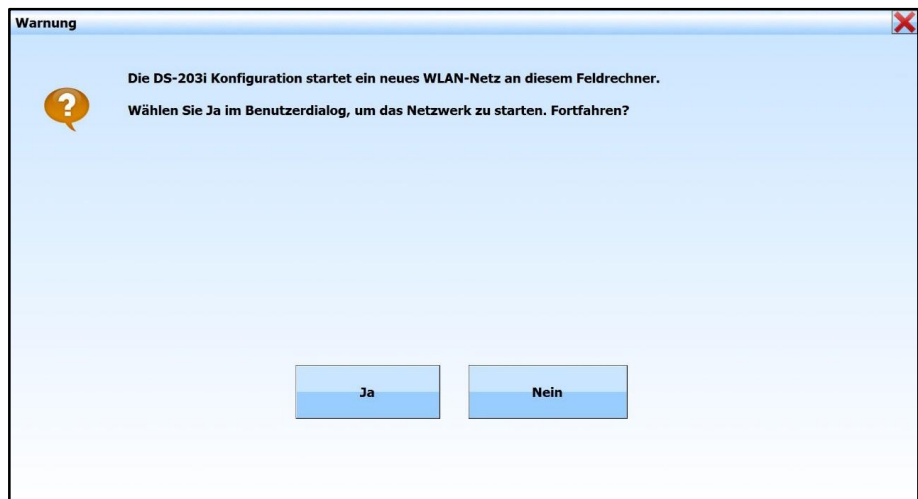 Warnung
Die DS-203i Konfiguration startet ein neues WLAN-Netz an diesem Feldrechner.
Wählen Sie Ja im Benutzerdialog, um das Netzwerk zu starten. Fortfahren?
Ja
Nein